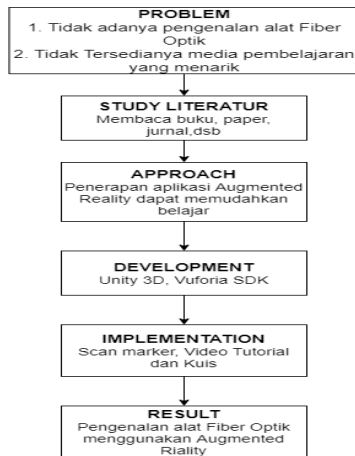 PROBLEM
1. Tidak adanya pengenalan alat Fiber
Optik
2. Tidak Tersedianya media pembelajaran
yang menarik
STUDY LITERATUR
Membaca buku, paper,
jurnal,dsb
APPROACH
Penerapan aplikasi Augmented
Reality dapat memudahkan
belajar
DEVELOPMENT
Unity 3D, Vuforia SDK
IMPLEMENTATION
Scan marker, Video Tutorial
dan Kuis
RESULT
Pengenalan alat Fiber Optik
menggunakan Augmented
Riality